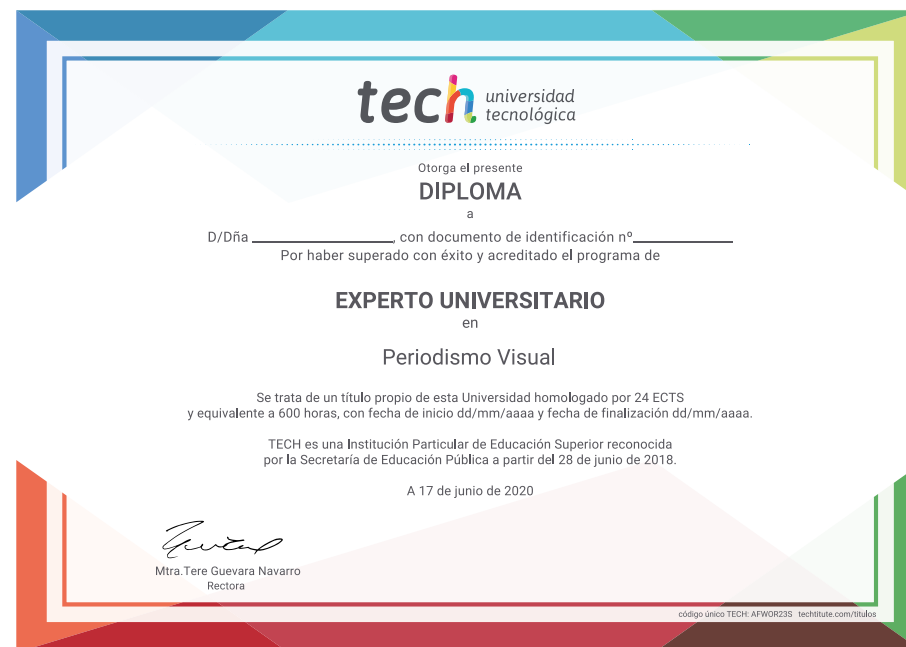 tech universidad
tecnológica
Otorga el presente
DIPLOMA
a
D/Dña ____________________, con documento de identificación nº______________
Por haber superado con éxito y acreditado el programa de
EXPERTO UNIVERSITARIO
en
Periodismo Visual
Se trata de un título propio de esta Universidad homologado por 24 ECTS
y equivalente a 600 horas, con fecha de inicio dd/mm/aaaa y fecha de finalización dd/mm/aaaa.
TECH es una Institución Particular de Educación Superior reconocida
por la Secretaría de Educación Pública a partir del 28 de junio de 2018.
A 17 de junio de 2020
Mtra.Tere Guevara Navarro
Rectora
código único TECH: AFWOR23S techtitute.com/titulos